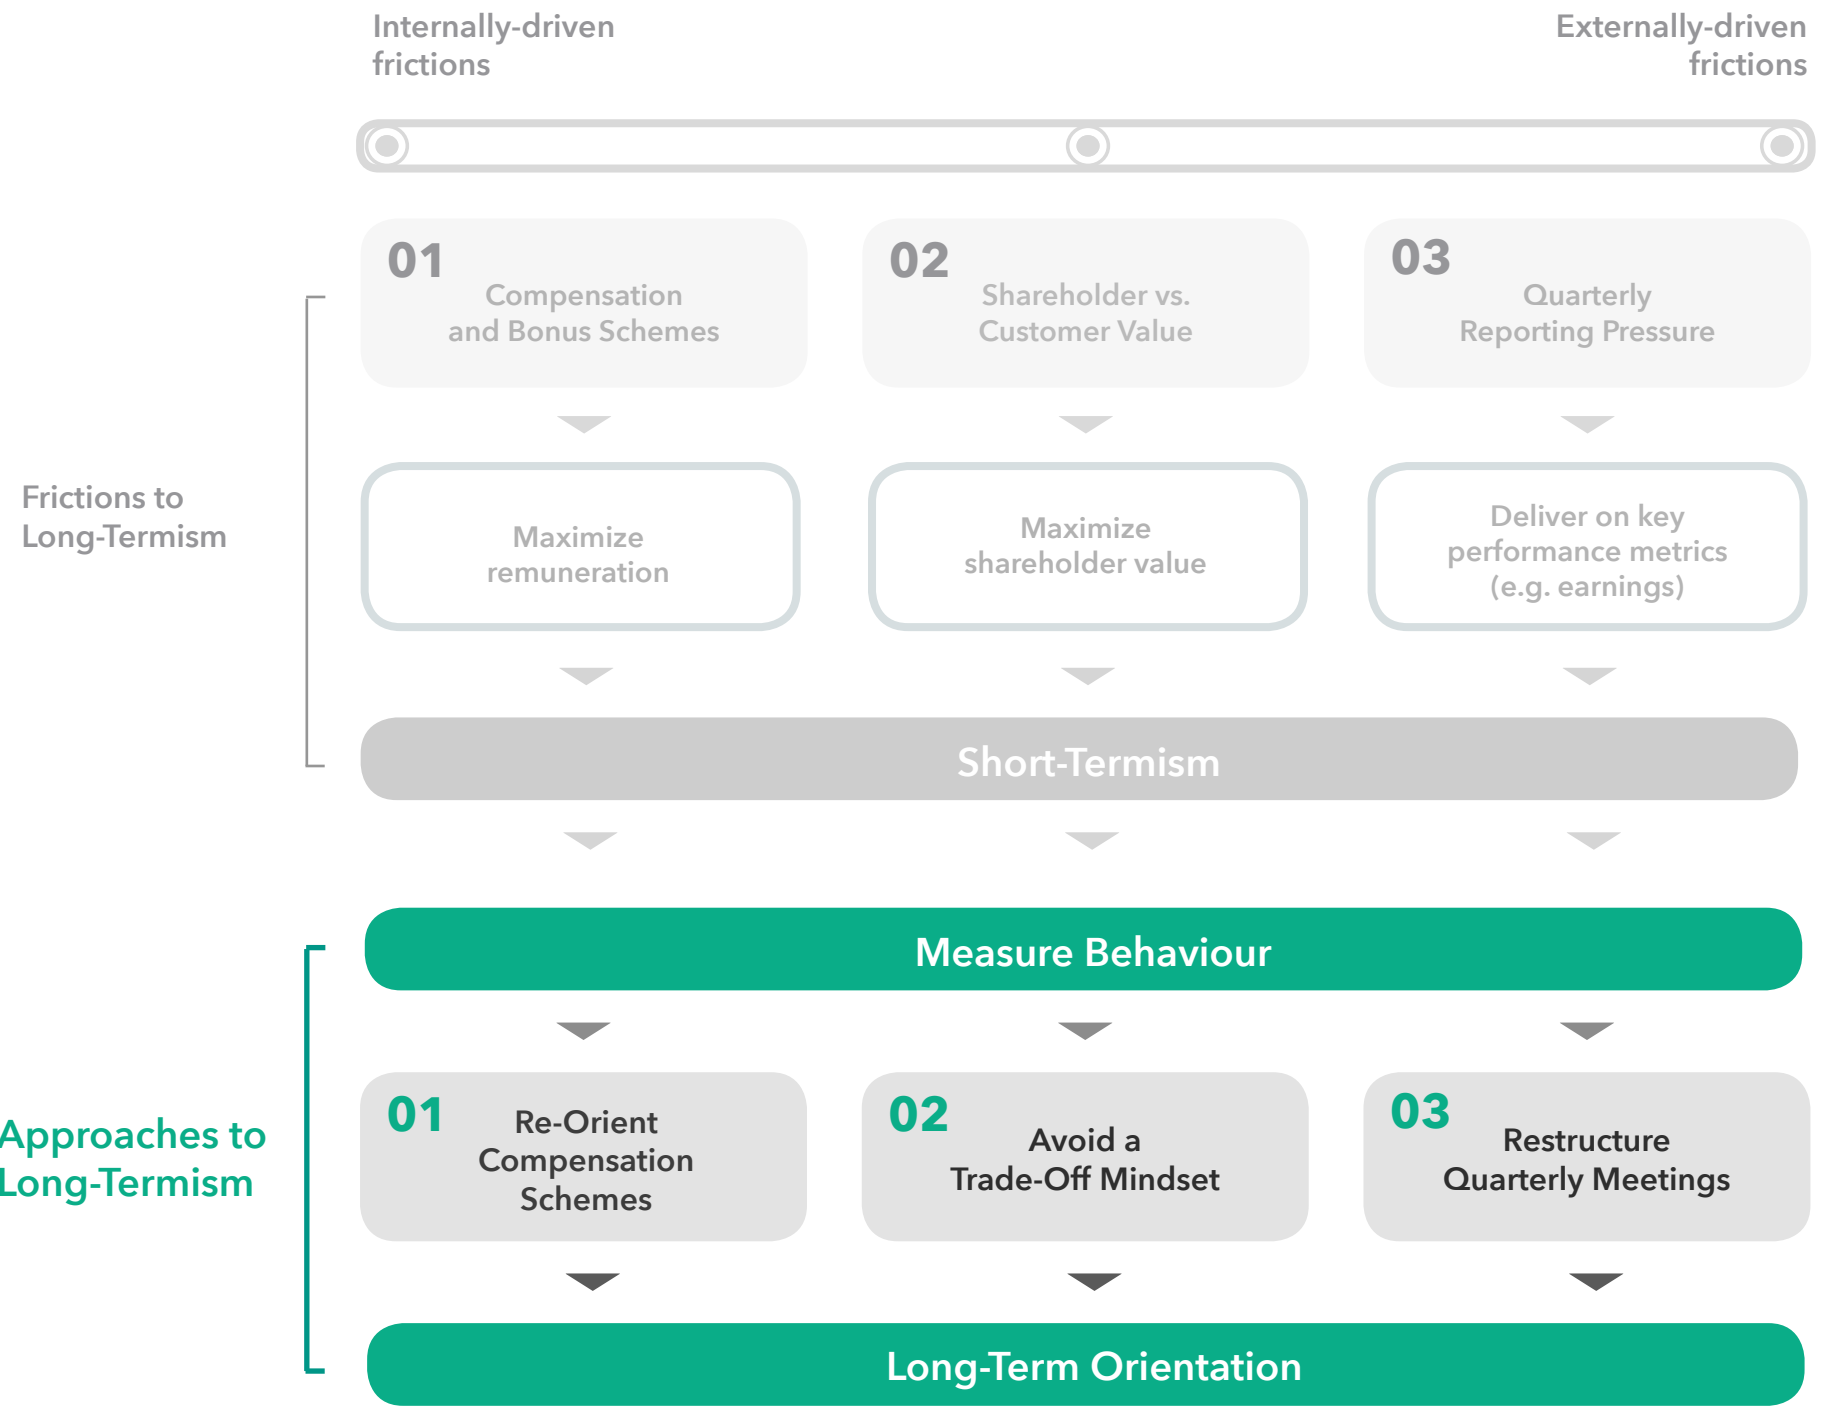 Internally-driven
frictions
Externally-driven
frictions
01
Compensation
and Bonus Schemes
02
Shareholder vs.
Customer Value
03
Quarterly
Reporting Pressure
Frictions to
Long-Termism
Maximize
remuneration
Maximize
shareholder value
Deliver on key
performance metrics
(e.g. earnings)
Short-Termism
Measure Behaviour
Approaches to
Long-Termism
01
Re-Orient
Compensation
Schemes
02
Avoid a
Trade-Off Mindset
03
Restructure
Quarterly Meetings
Long-Term Orientation